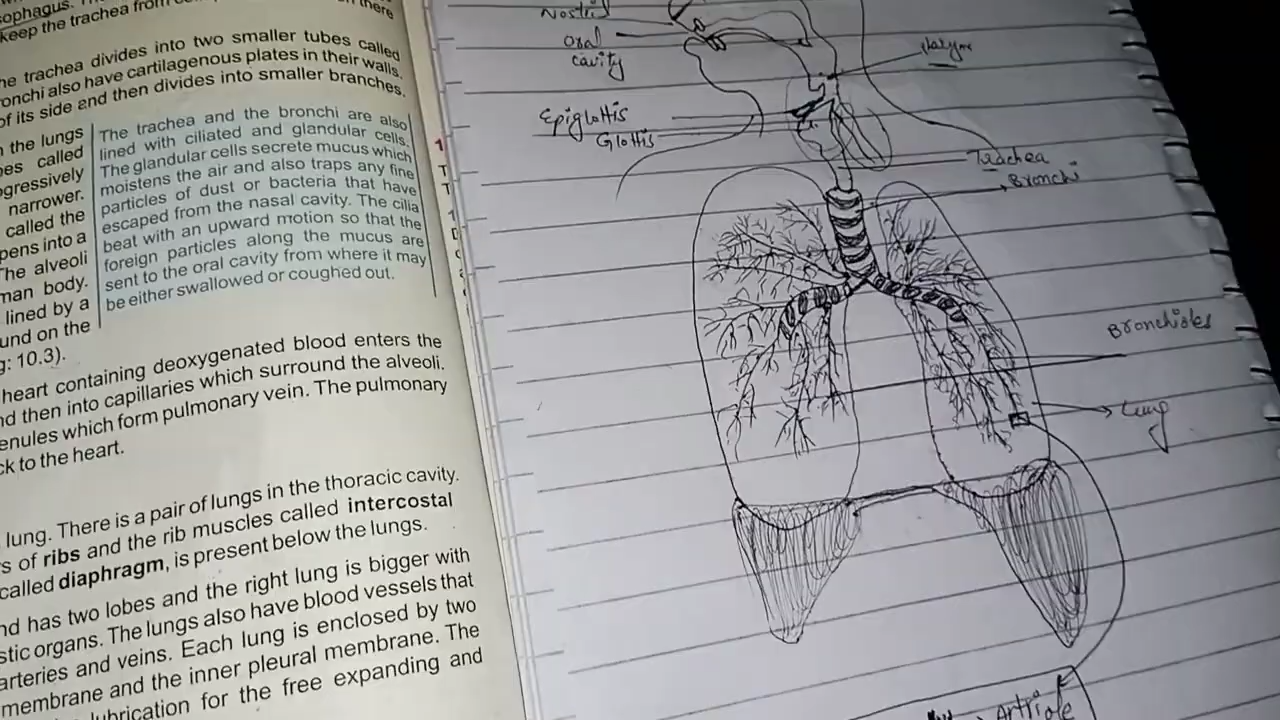 sophagus.
keep the trachea from
there
he trachea divides into two smaller tubes called
ronchi also have cartilagenous plates in their walls.
of its side and then divides into smaller branches.
n the lungs
bes called
ogressively
narrower.
called the
pens into a
The alveoli
man body.
lined by a
und on the
g: 10.3).
The trachea and the bronchi are also
lined with ciliated and glandular cells.
The glandular cells secrete mucus which
moistens the air and also traps any fine
particles of dust or bacteria that have
escaped from the nasal cavity. The cilia
beat with an upward motion so that the
foreign particles along the mucus are
sent to the oral cavity from where it may
be either swallowed or coughed out.
heart containing deoxygenated blood enters the
nd then into capillaries which surround the alveoli.
enules which form pulmonary vein. The pulmonary
ck to the heart.
lung. There is a pair of lungs in the thoracic cavity.
s of ribs and the rib muscles called intercostal
called diaphragm, is present below the lungs.
nd has two lobes and the right lung is bigger with
stic organs. The lungs also have blood vessels that
arteries and veins. Each lung is enclosed by two
membrane and the inner pleural membrane. The
lubrication for the free expanding and
Nostril
Oral
cavity
Epiglottis
Glottis
Larynx
Trachea
Bronchi
Bronchioles
Lung
Artriole